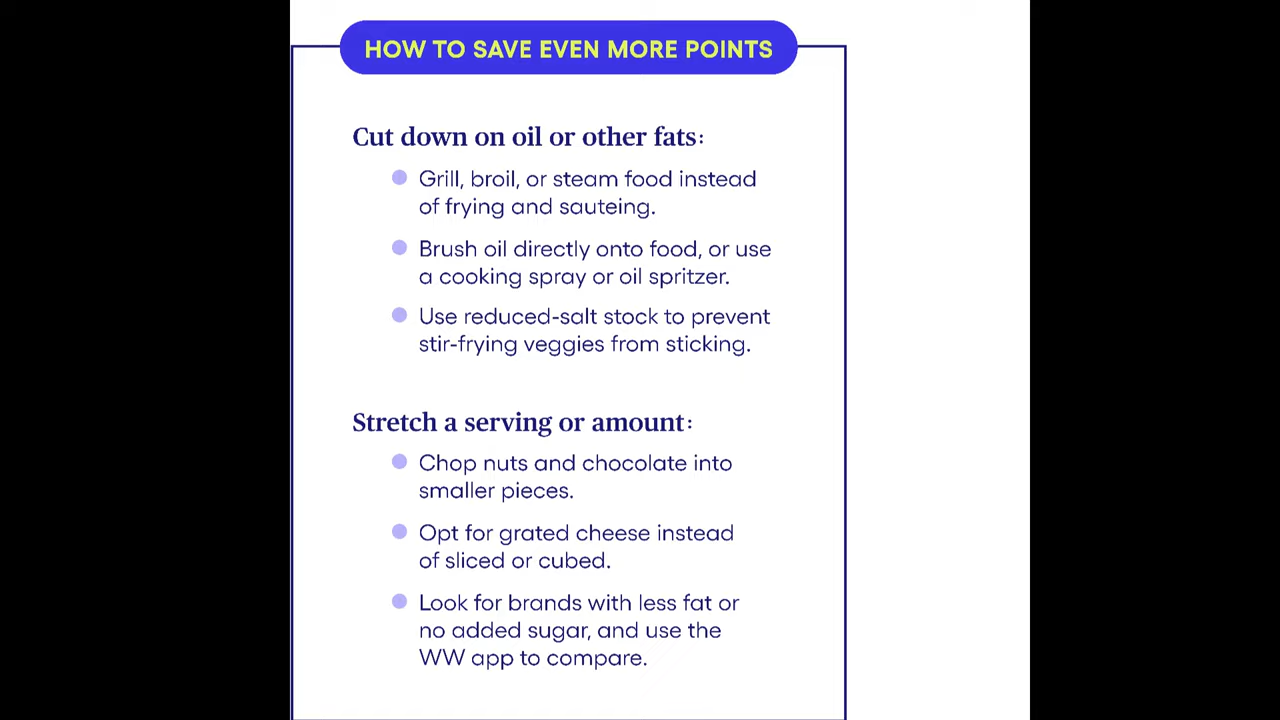 HOW TO SAVE EVEN MORE POINTS
Cut down on oil or other fats:
Grill, broil, or steam food instead
of frying and sauteing.
Brush oil directly onto food, or use
a cooking spray or oil spritzer.
Use reduced-salt stock to prevent
stir-frying veggies from sticking.
Stretch a serving or amount:
Chop nuts and chocolate into
smaller pieces.
Opt for grated cheese instead
of sliced or cubed.
Look for brands with less fat or
no added sugar, and use the
WW app to compare.